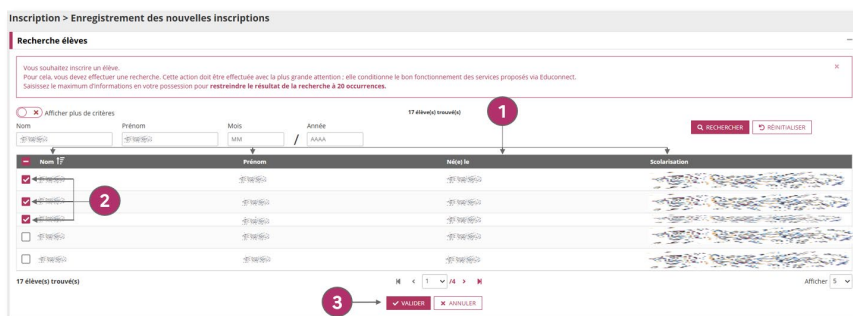 Inscription > Enregistrement des nouvelles inscriptions
Recherche élèves
Vous souhaitez inscrire un élève.
Pour cela, vous devez effectuer une recherche. Cette action doit être effectuée avec la plus grande attention : elle conditionne le bon fonctionnement des services proposés via Educonnect.
Saisissez le maximum d'informations en votre possession pour restreindre le résultat de la recherche à 20 occurrences.
Afficher plus de critères
17 élève(s) trouvé(s)
1
Nom Prénom Mois Année
MM / AAAA
RECHERCHER RÉINITIALISER
Nom Prénom Né(e) le Scolarisation
2
17 élève(s) trouvé(s) 1 /4 Afficher 5
3
VALIDER ANNULER